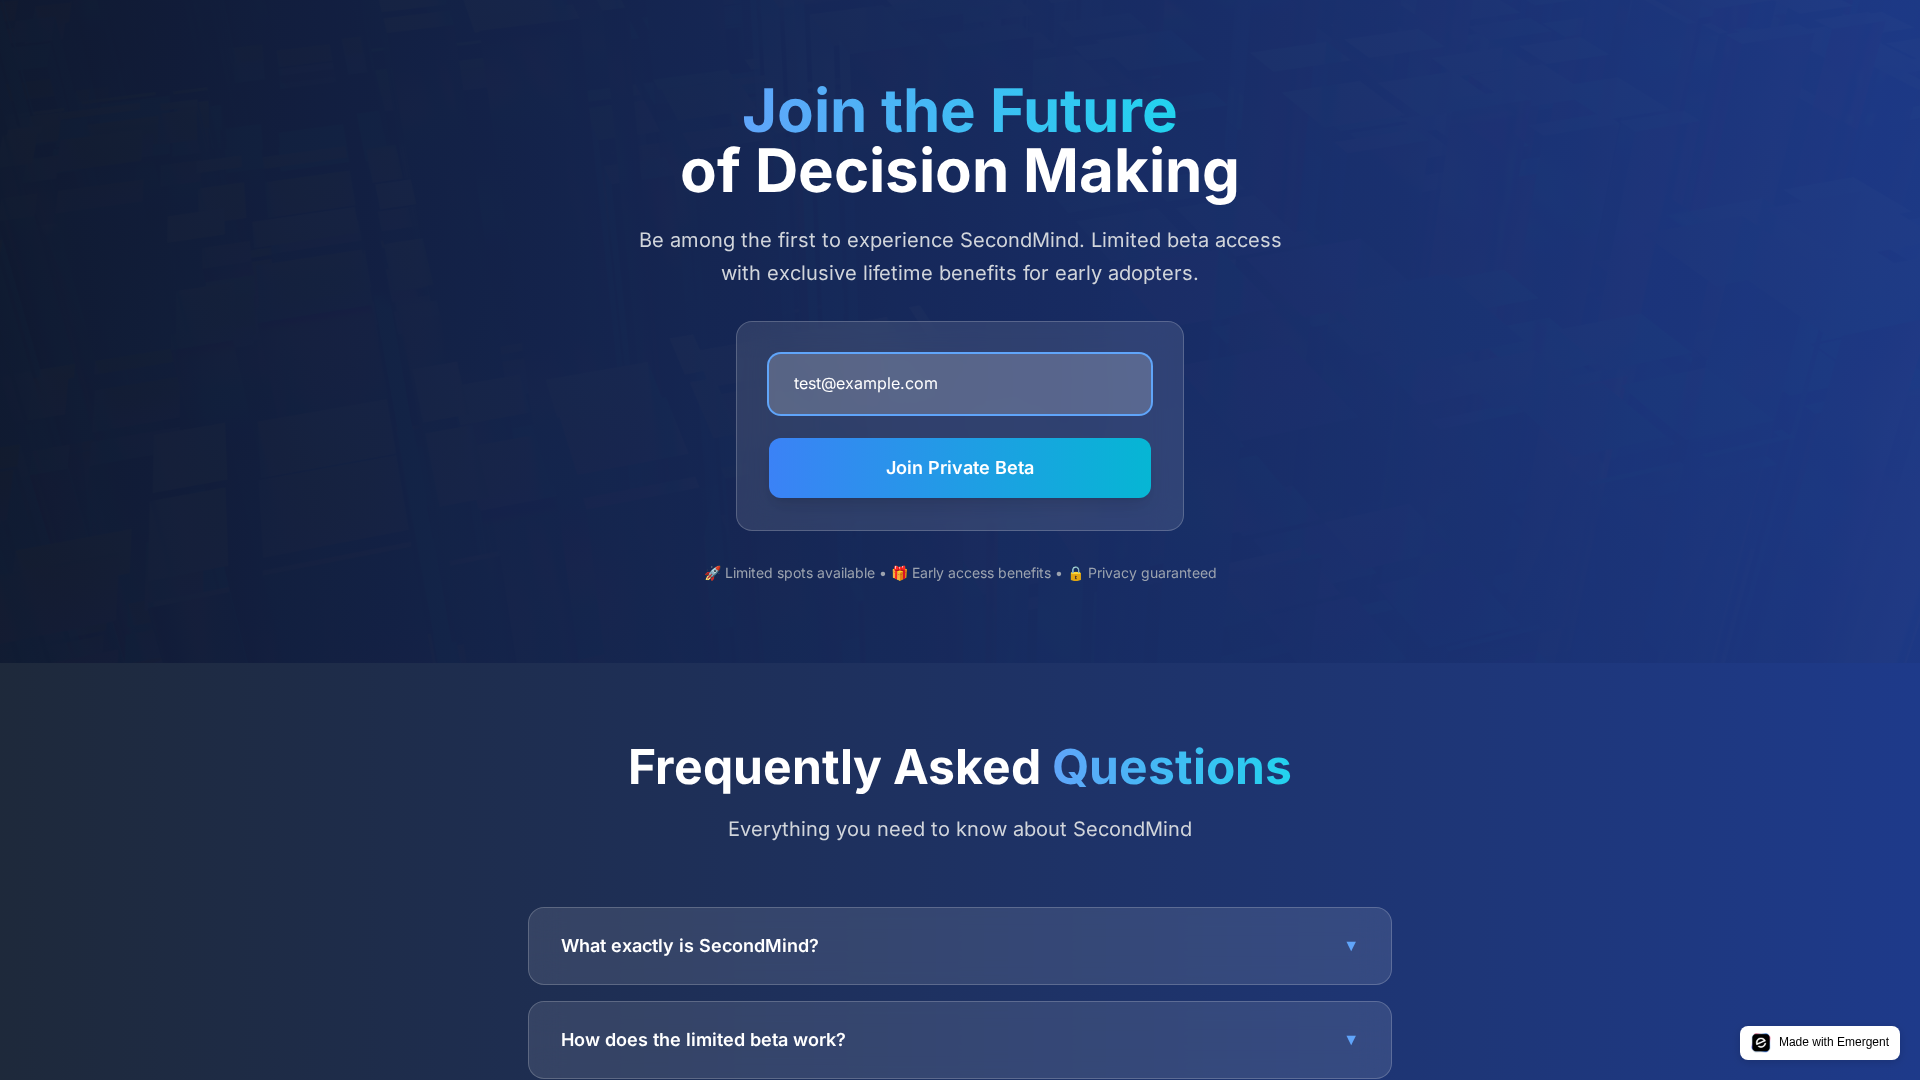 Join the Future
of Decision Making
Be among the first to experience SecondMind. Limited beta access
with exclusive lifetime benefits for early adopters.
test@example.com
Join Private Beta
🚀 Limited spots available • 🎁 Early access benefits • 🔒 Privacy guaranteed
Frequently Asked Questions
Everything you need to know about SecondMind
What exactly is SecondMind? ▼
How does the limited beta work? ▼
Made with Emergent